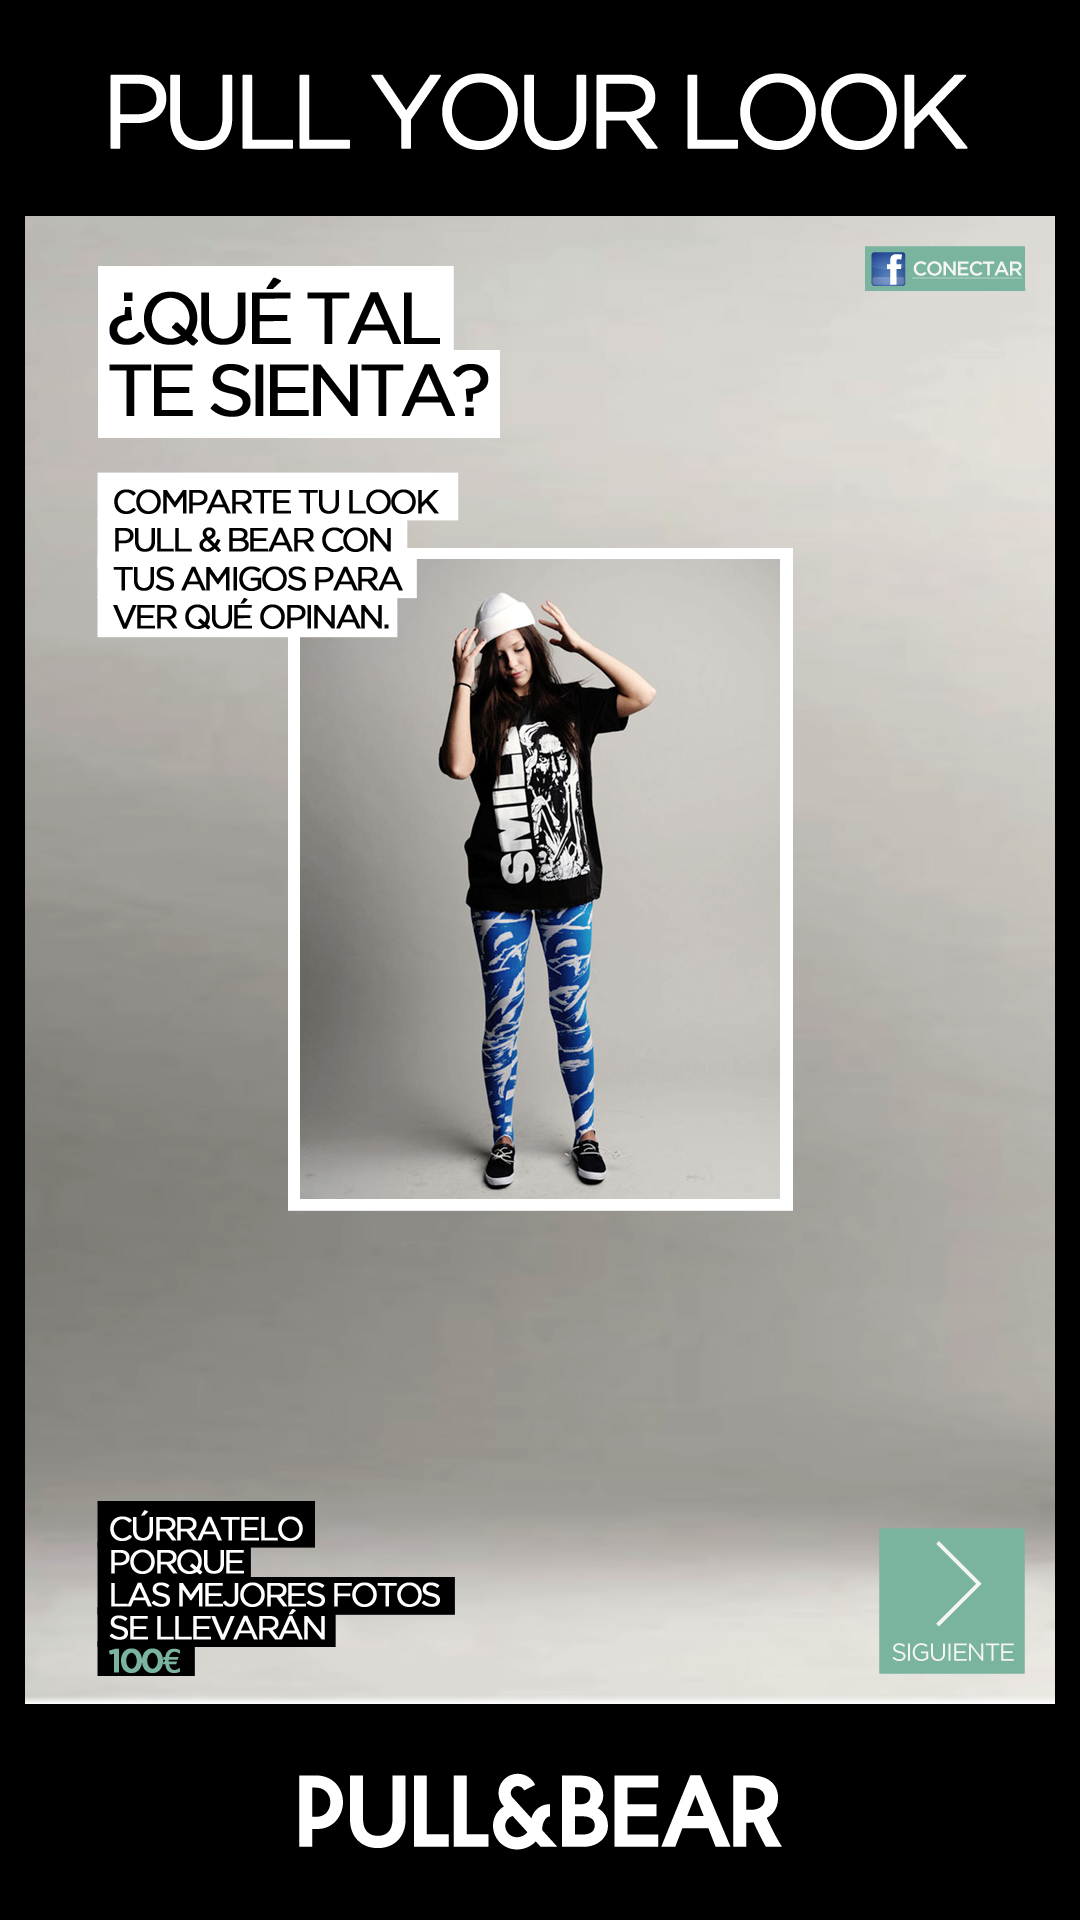 PULL YOUR LOOK
f CONECTAR
¿QUÉ TAL
TE SIENTA?
COMPARTE TU LOOK
PULL & BEAR CON
TUS AMIGOS PARA
VER QUÉ OPINAN.
CÚRRATELO
PORQUE
LAS MEJORES FOTOS
SE LLEVARÁN
100€
SIGUIENTE
PULL&BEAR